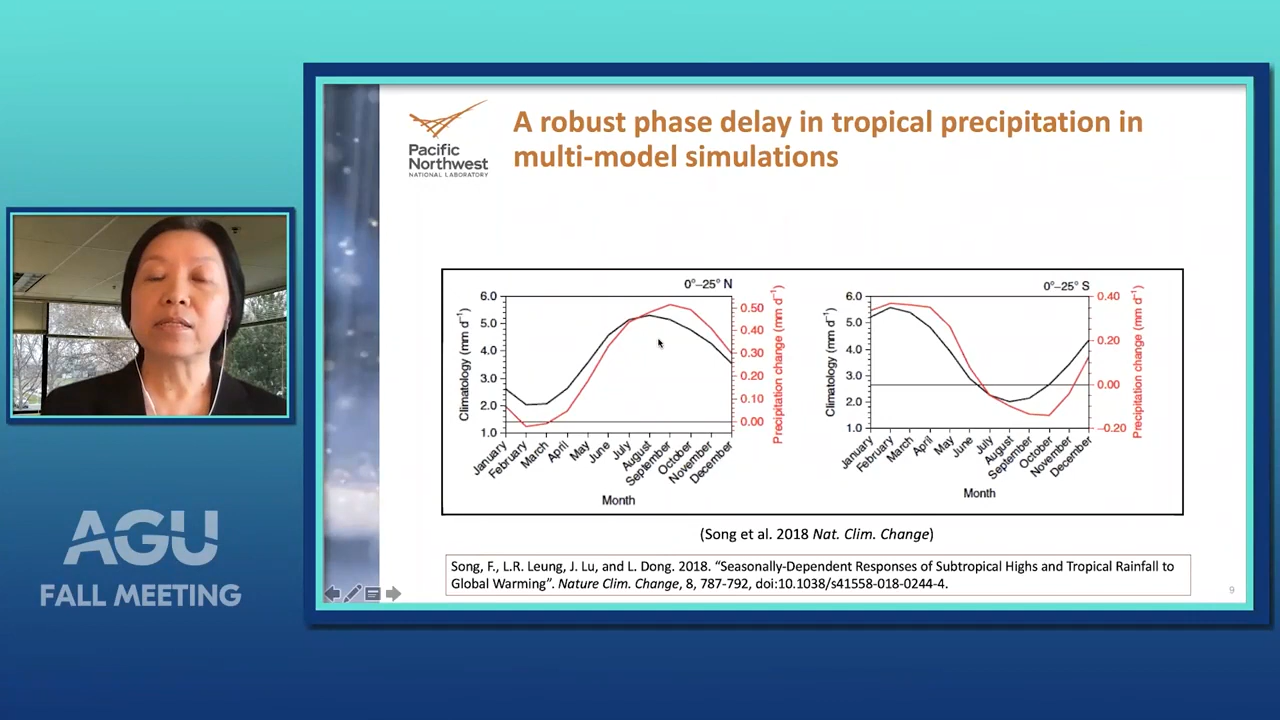 A robust phase delay in tropical precipitation in
multi-model simulations
Pacific
Northwest
NATIONAL LABORATORY
0°–25° N
Climatology (mm d⁻¹)
6.0
5.0
4.0
3.0
2.0
1.0
0.50
0.40
0.30
0.20
0.10
0.00
Precipitation change (mm d⁻¹)
January
February
March
April
May
June
July
August
September
October
November
December
Month
0°–25° S
Climatology (mm d⁻¹)
6.0
5.0
4.0
3.0
2.0
1.0
0.40
0.20
0.00
–0.20
Precipitation change (mm d⁻¹)
January
February
March
April
May
June
July
August
September
October
November
December
Month
(Song et al. 2018 Nat. Clim. Change)
Song, F., L.R. Leung, J. Lu, and L. Dong. 2018. “Seasonally-Dependent Responses of Subtropical Highs and Tropical Rainfall to
Global Warming”. Nature Clim. Change, 8, 787-792, doi:10.1038/s41558-018-0244-4.
9
AGU
FALL MEETING